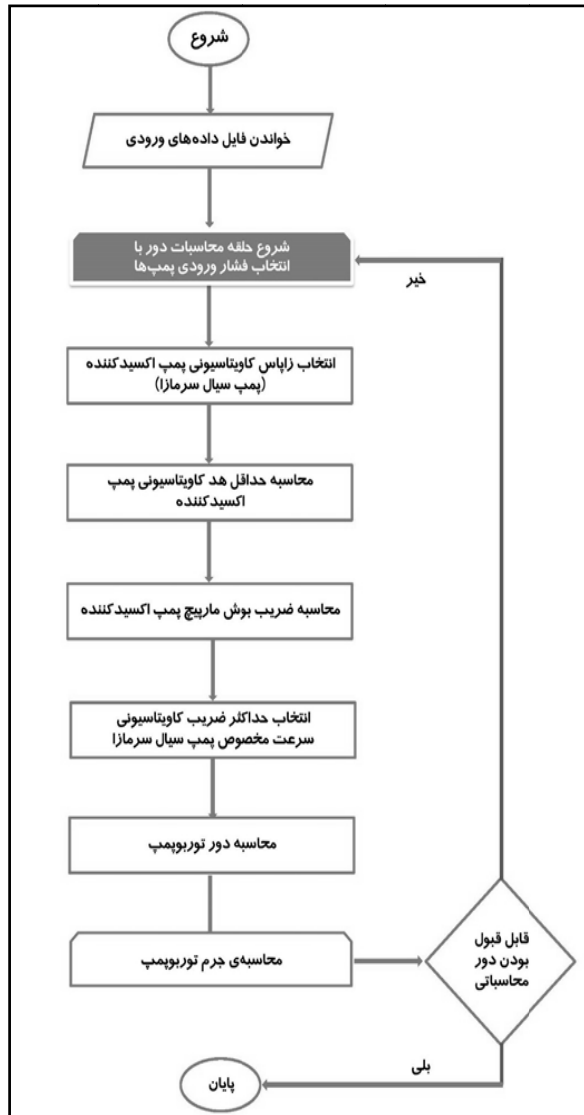 شروع
خواندن فایل داده‌های ورودی
شروع حلقه محاسبات دور با
انتخاب فشار ورودی پمپ‌ها
خیر
انتخاب زاپاس کاویتاسیونی پمپ اکسیدکننده
(پمپ سیال سرمازا)
محاسبه حداقل هد کاویتاسیونی پمپ
اکسیدکننده
محاسبه ضریب بوش مارپیچ پمپ اکسیدکننده
انتخاب حداکثر ضریب کاویتاسیونی
سرعت مخصوص پمپ سیال سرمازا
محاسبه دور توربوپمپ
محاسبه‌ی جرم توربوپمپ
قابل قبول
بودن دور
محاسباتی
بلی
پایان